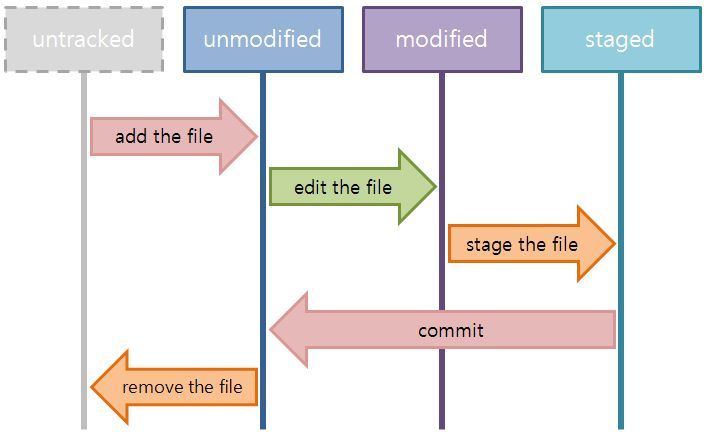 untracked
unmodified
modified
staged
add the file
edit the file
stage the file
commit
remove the file